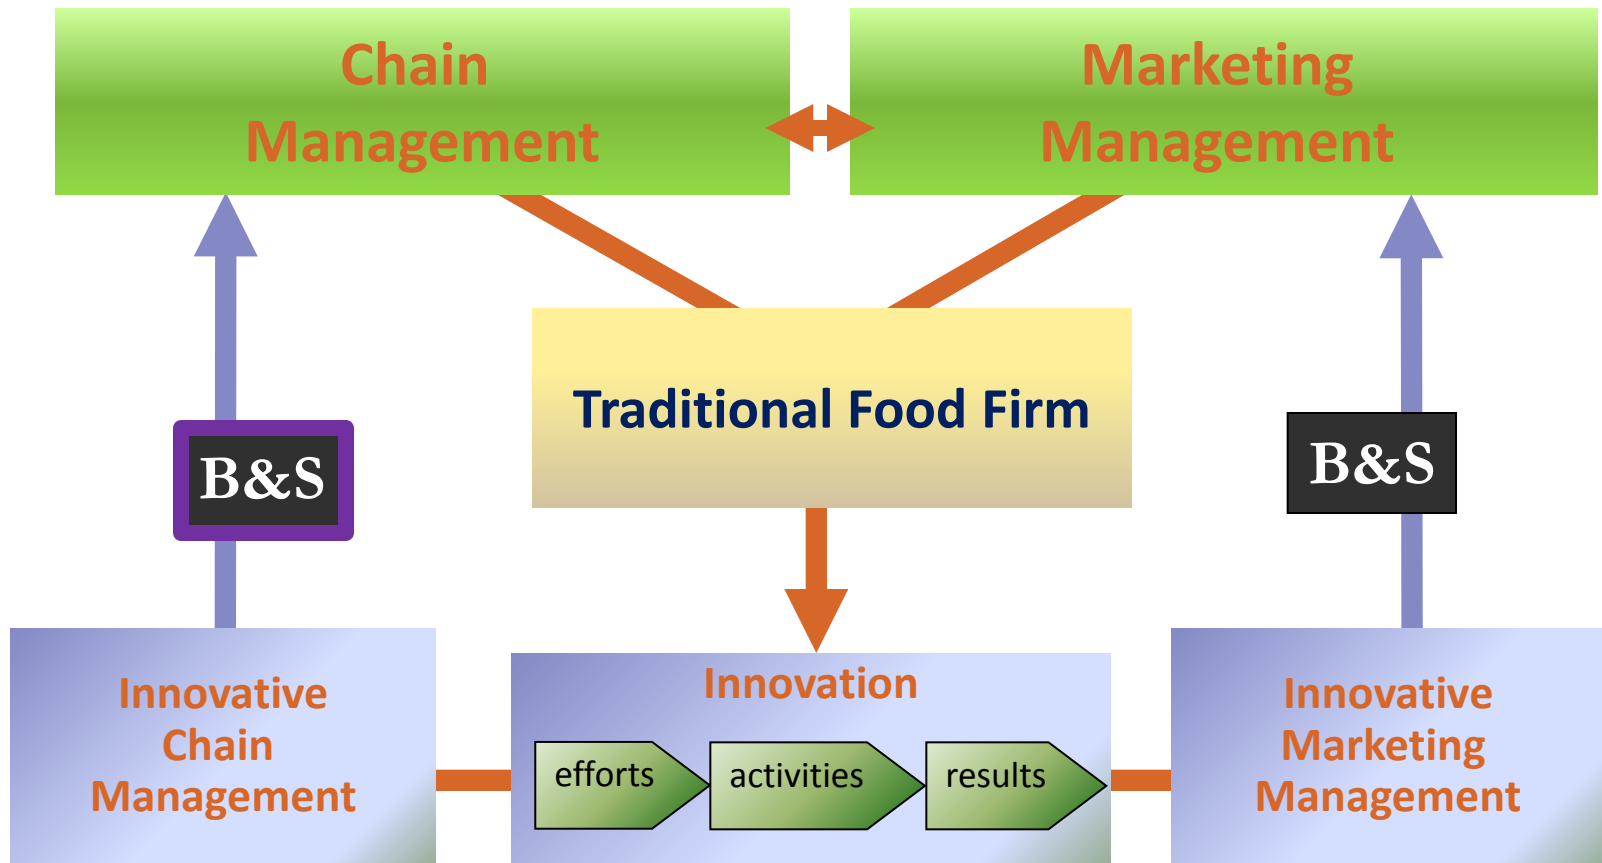 Chain
Management
Marketing
Management
Traditional Food Firm
B&S
B&S
Innovative
Chain
Management
Innovation
efforts
activities
results
Innovative
Marketing
Management